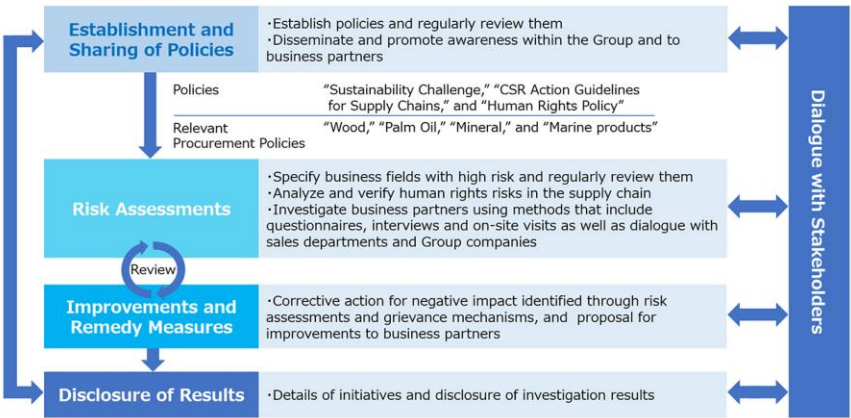 Establishment and
Sharing of Policies
・Establish policies and regularly review them
・Disseminate and promote awareness within the Group and to
business partners
Policies
“Sustainability Challenge,” “CSR Action Guidelines
for Supply Chains,” and “Human Rights Policy”
Relevant
Procurement Policies
“Wood,” “Palm Oil,” “Mineral,” and “Marine products”
Risk Assessments
・Specify business fields with high risk and regularly review them
・Analyze and verify human rights risks in the supply chain
・Investigate business partners using methods that include
questionnaires, interviews and on-site visits as well as dialogue with
sales departments and Group companies
Review
Improvements and
Remedy Measures
・Corrective action for negative impact identified through risk
assessments and grievance mechanisms, and proposal for
improvements to business partners
Disclosure of Results
・Details of initiatives and disclosure of investigation results
Dialogue with Stakeholders